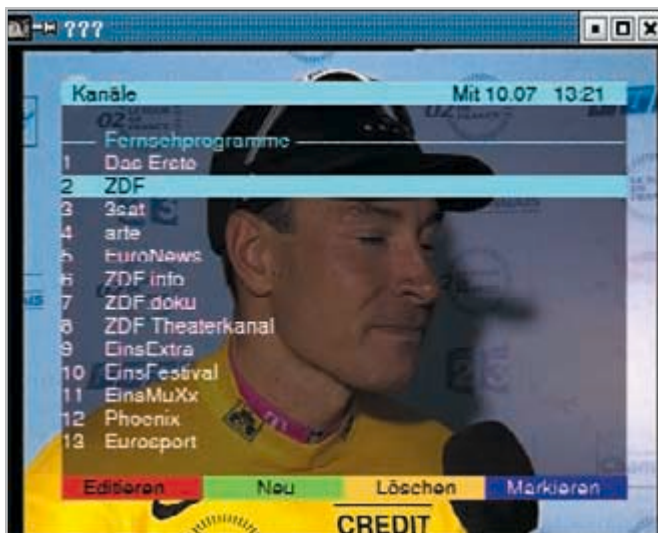 ???
Kanäle Mit 10.07 13:21
Fernsehprogramme
1 Das Erste
2 ZDF
3 3sat
4 arte
5 EuroNews
6 ZDF.info
7 ZDF.doku
8 ZDF Theaterkanal
9 EinsExtra
10 EinsFestival
11 EinsMuXx
12 Phoenix
13 Eurosport
Editieren Neu Löschen Markieren
CREDIT